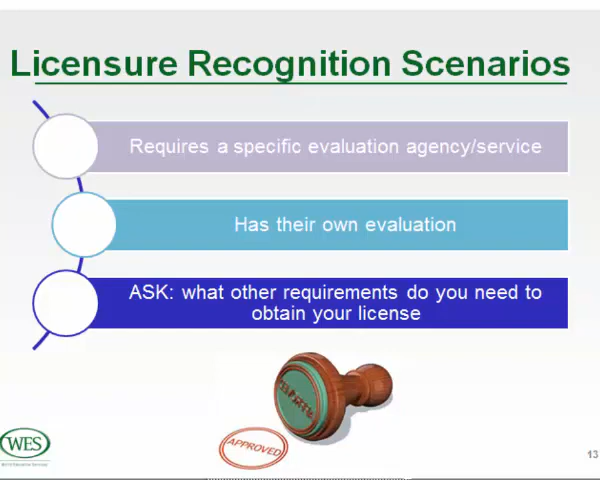 Licensure Recognition Scenarios
Requires a specific evaluation agency/service
Has their own evaluation
ASK: what other requirements do you need to
obtain your license
APPROVED
WES
13